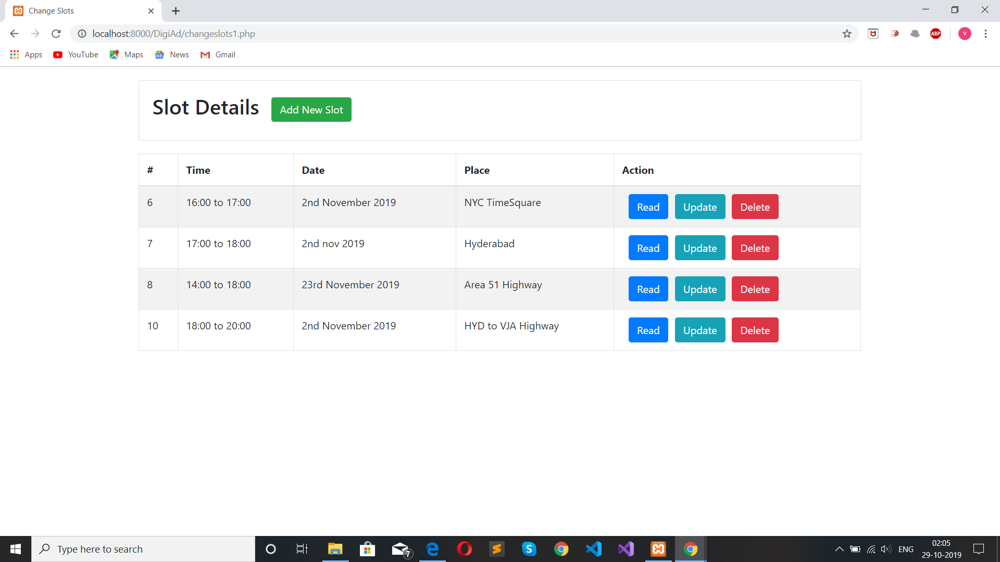 Change Slots
localhost:8000/DigiAd/changeslots1.php
ABP
V
Apps YouTube Maps News Gmail
Slot Details Add New Slot
# Time Date Place Action
6 16:00 to 17:00 2nd November 2019 NYC TimeSquare Read Update Delete
7 17:00 to 18:00 2nd nov 2019 Hyderabad Read Update Delete
8 14:00 to 18:00 23rd November 2019 Area 51 Highway Read Update Delete
10 18:00 to 20:00 2nd November 2019 HYD to VJA Highway Read Update Delete
Type here to search
7
ENG
02:05
29-10-2019